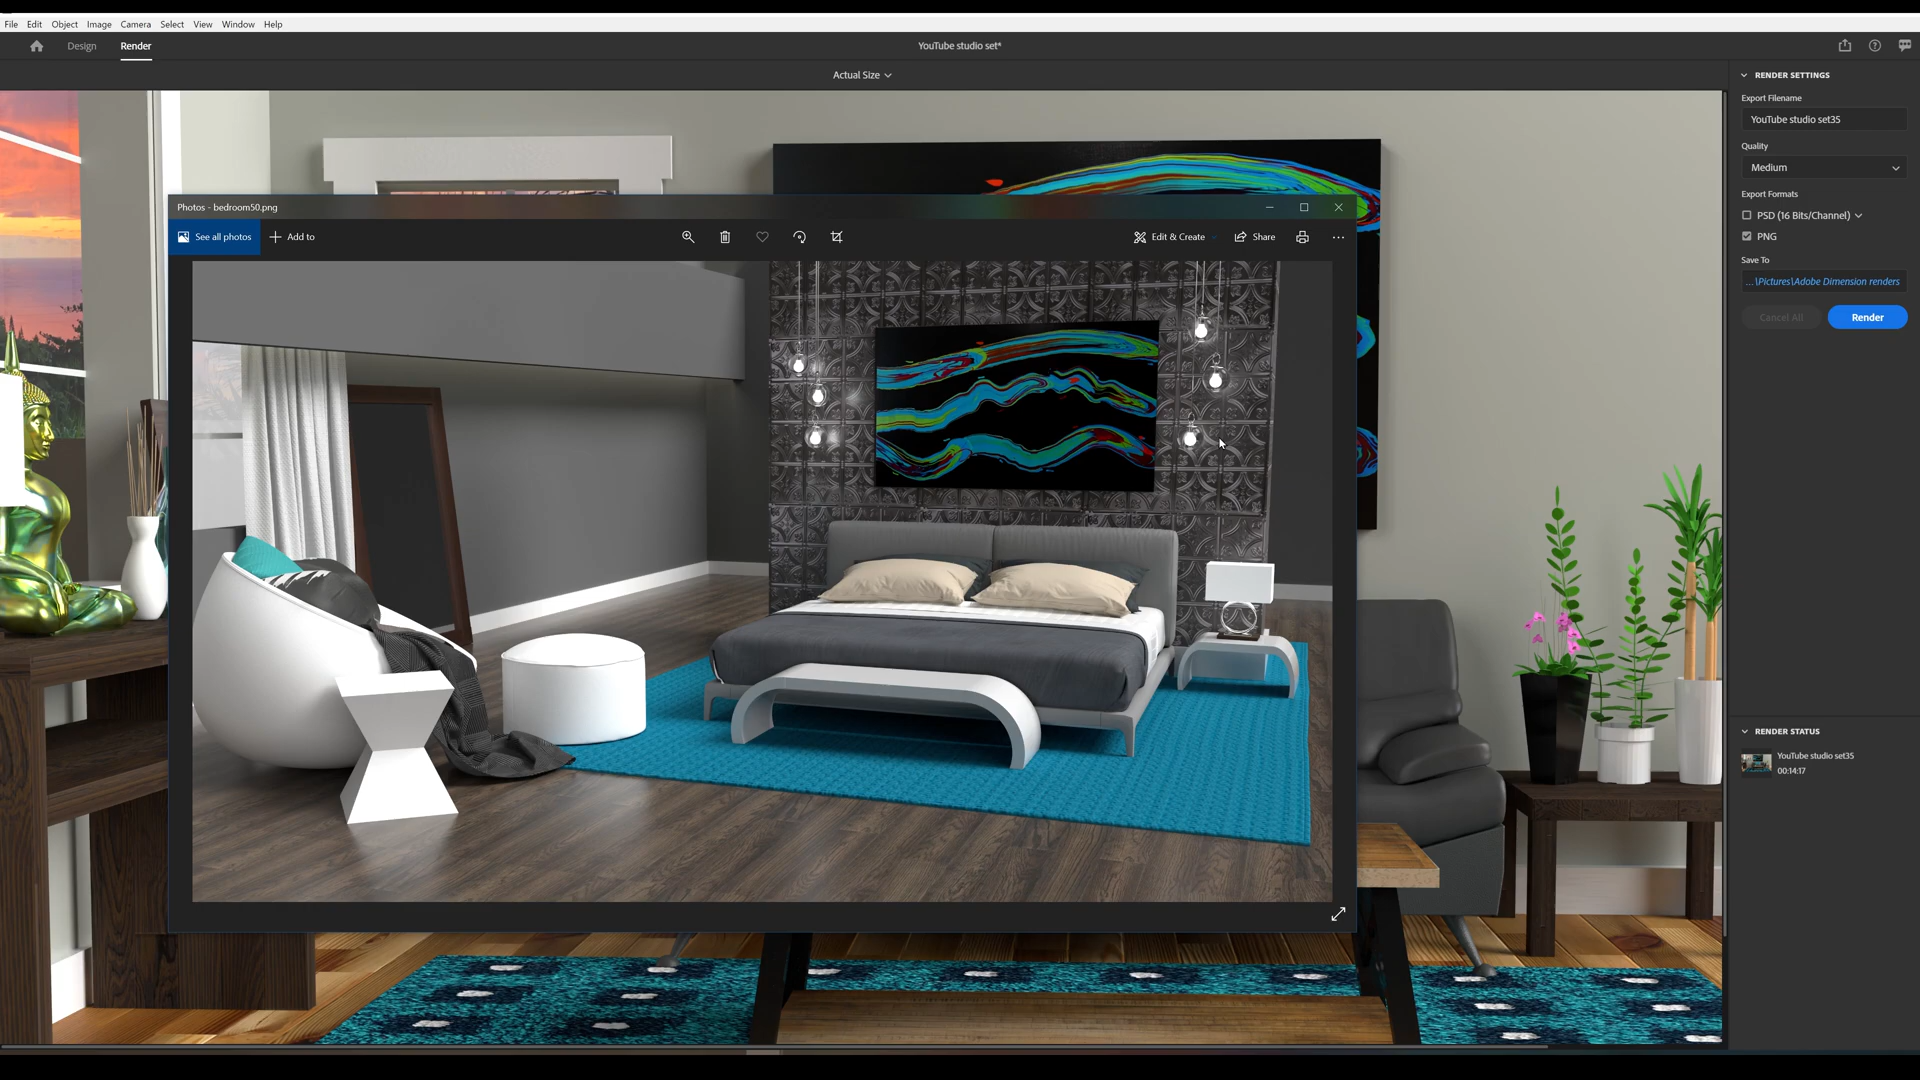 File Edit Object Image Camera Select View Window Help
Design Render YouTube studio set*
Actual Size
RENDER SETTINGS
Export Filename
YouTube studio set35
Quality
Medium
Export Formats
PSD (16 Bits/Channel)
PNG
Save To
...\Pictures\Adobe Dimension renders
Cancel All Render
Photos - bedroom50.png
See all photos Add to Edit & Create Share
RENDER STATUS
YouTube studio set35
00:14:17